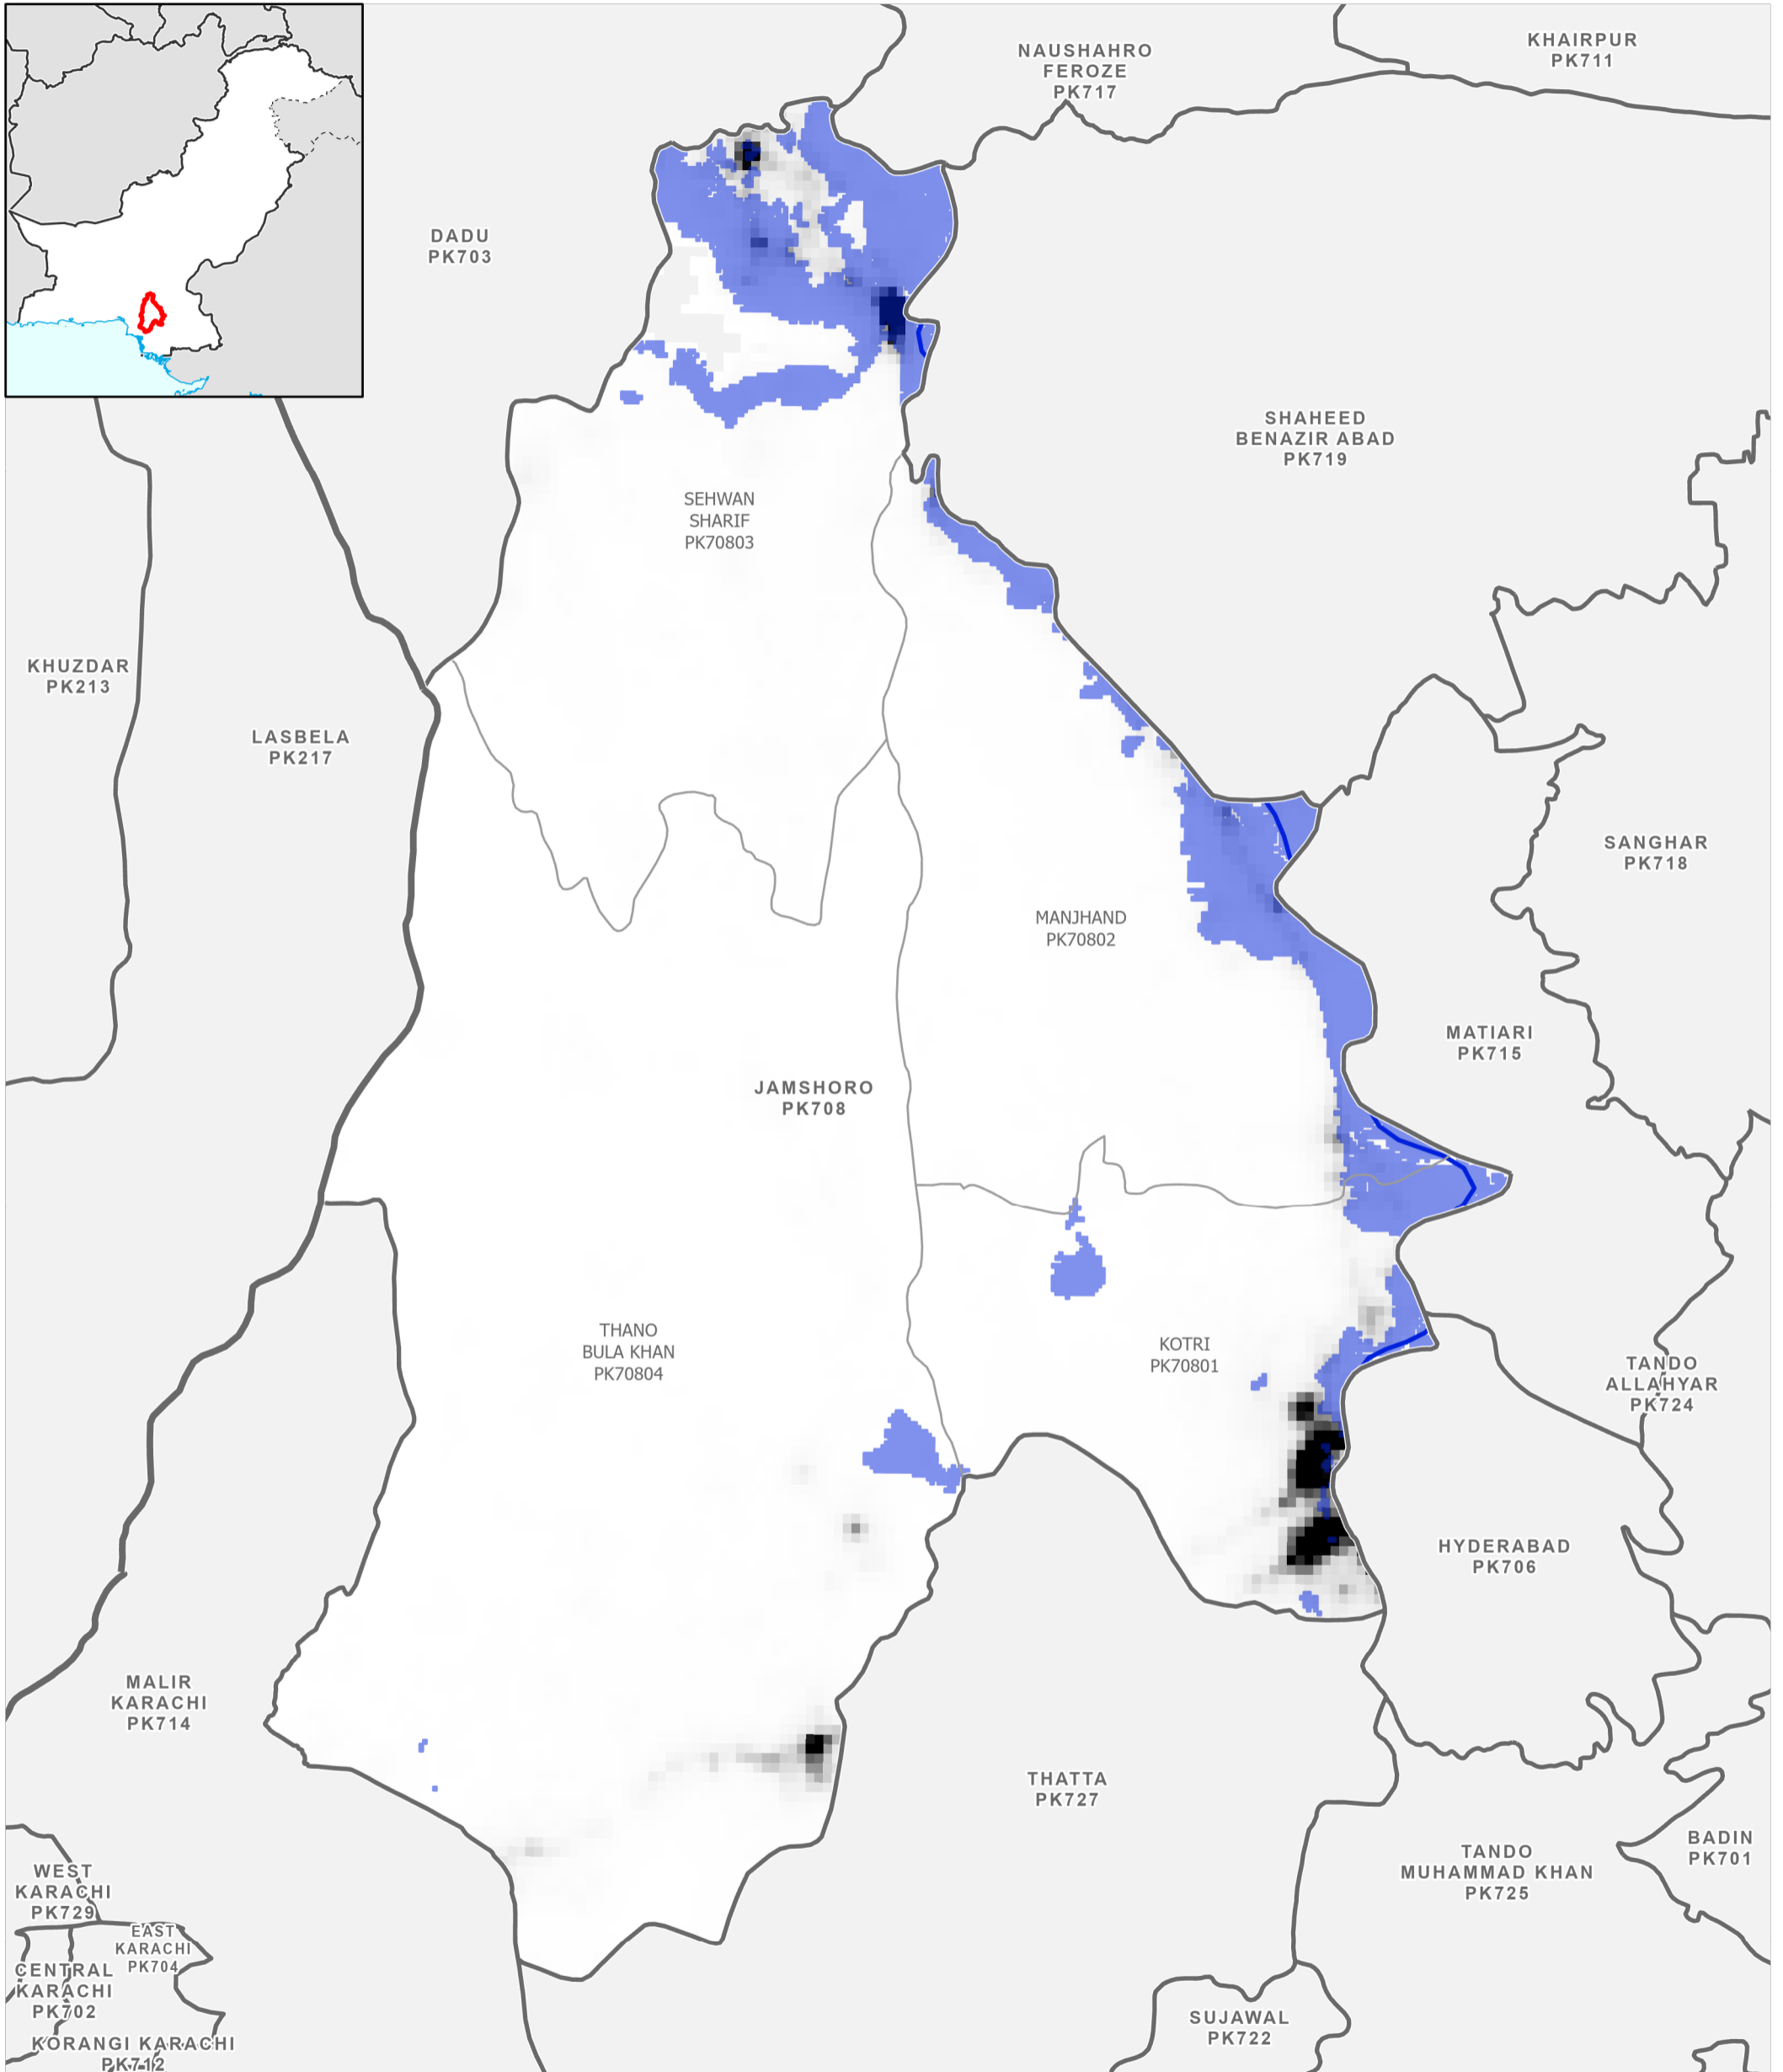 NAUSHAHRO
FEROZE
PK717
KHAIRPUR
PK711
DADU
PK703
SHAHEED
BENAZIR ABAD
PK719
SEHWAN
SHARIF
PK70803
KHUZDAR
PK213
LASBELA
PK217
SANGHAR
PK718
MANJHAND
PK70802
MATIARI
PK715
JAMSHORO
PK708
THANO
BULA KHAN
PK70804
KOTRI
PK70801
TANDO
ALLAHYAR
PK724
HYDERABAD
PK706
MALIR
KARACHI
PK714
THATTA
PK727
TANDO
MUHAMMAD KHAN
PK725
BADIN
PK701
WEST
KARACHI
PK729
EAST
KARACHI
PK704
CENTRAL
KARACHI
PK702
SUJAWAL
PK722
KORANGI KARACHI
PK712